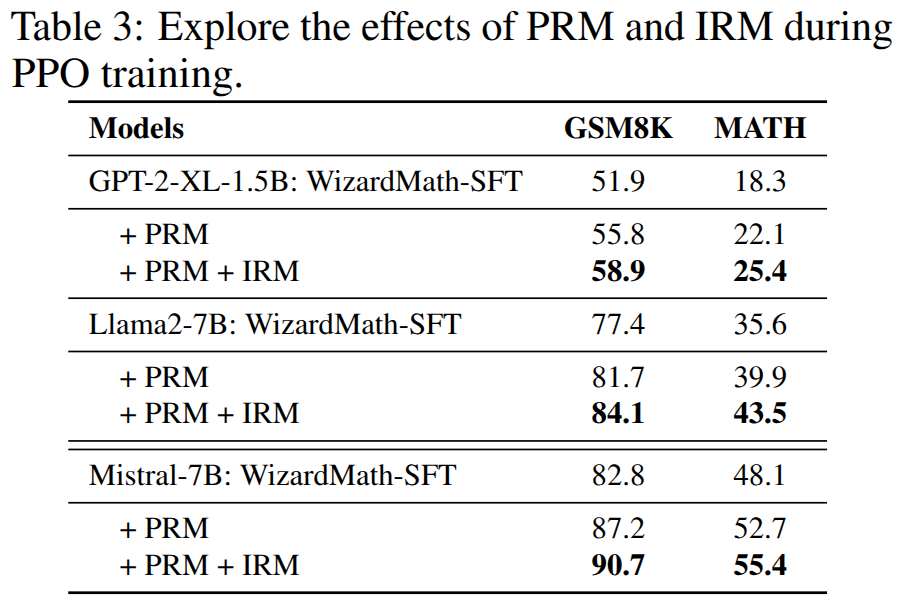 Table 3: Explore the effects of PRM and IRM during
PPO training.
Models GSM8K MATH
GPT-2-XL-1.5B: WizardMath-SFT 51.9 18.3
+ PRM 55.8 22.1
+ PRM + IRM 58.9 25.4
Llama2-7B: WizardMath-SFT 77.4 35.6
+ PRM 81.7 39.9
+ PRM + IRM 84.1 43.5
Mistral-7B: WizardMath-SFT 82.8 48.1
+ PRM 87.2 52.7
+ PRM + IRM 90.7 55.4